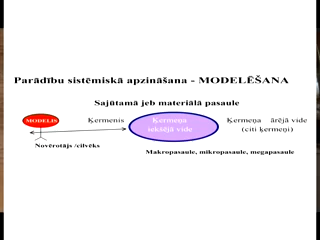 Parādību sistēmiskā apzināšana - MODELĒŠANA
Sajūtamā jeb materiālā pasaule
MODELIS Ķermenis Ķermeņa Ķermeņa ārējā vide
iekšējā vide (citi ķermeņi)
Novērotājs /cilvēks
Makropasaule, mikropasaule, megapasaule